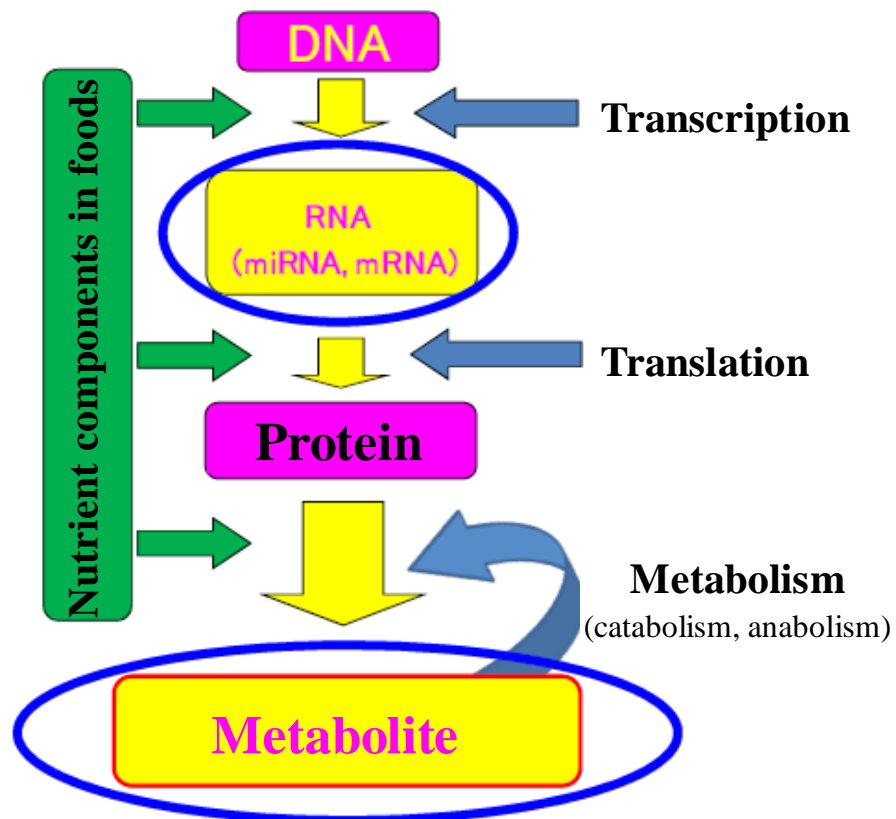 DNA
Nutrient components in foods
Transcription
RNA
(miRNA, mRNA)
Translation
Protein
Metabolism
(catabolism, anabolism)
Metabolite